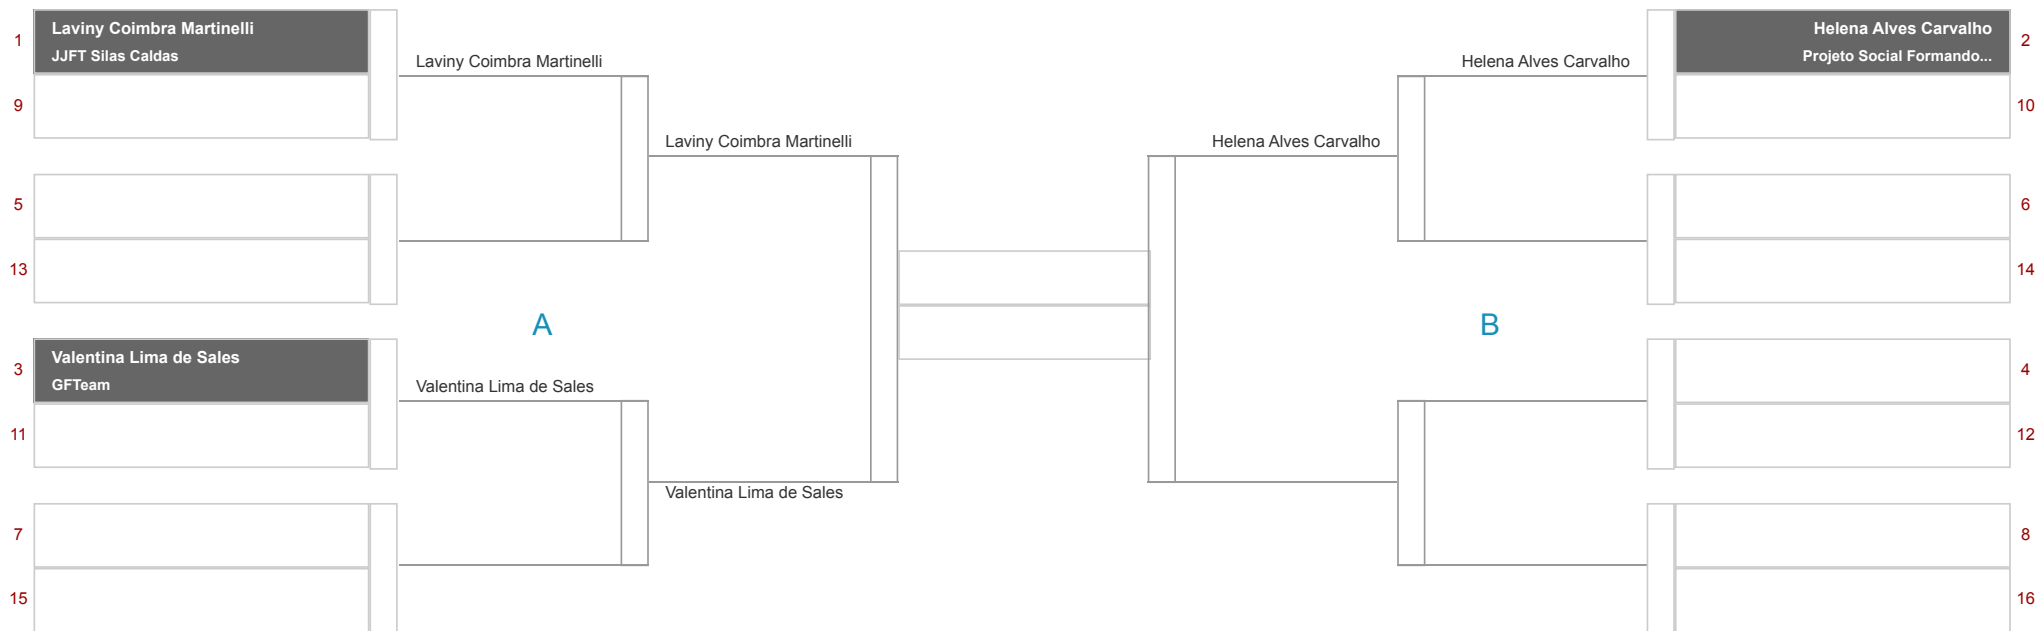 1
Laviny Coimbra Martinelli
JJFT Silas Caldas
9
5
13
3
Valentina Lima de Sales
GFTeam
11
7
15
Laviny Coimbra Martinelli
Valentina Lima de Sales
A
Laviny Coimbra Martinelli
Valentina Lima de Sales
Helena Alves Carvalho
Helena Alves Carvalho
B
Helena Alves Carvalho
Projeto Social Formando...
2
10
6
14
4
12
8
16